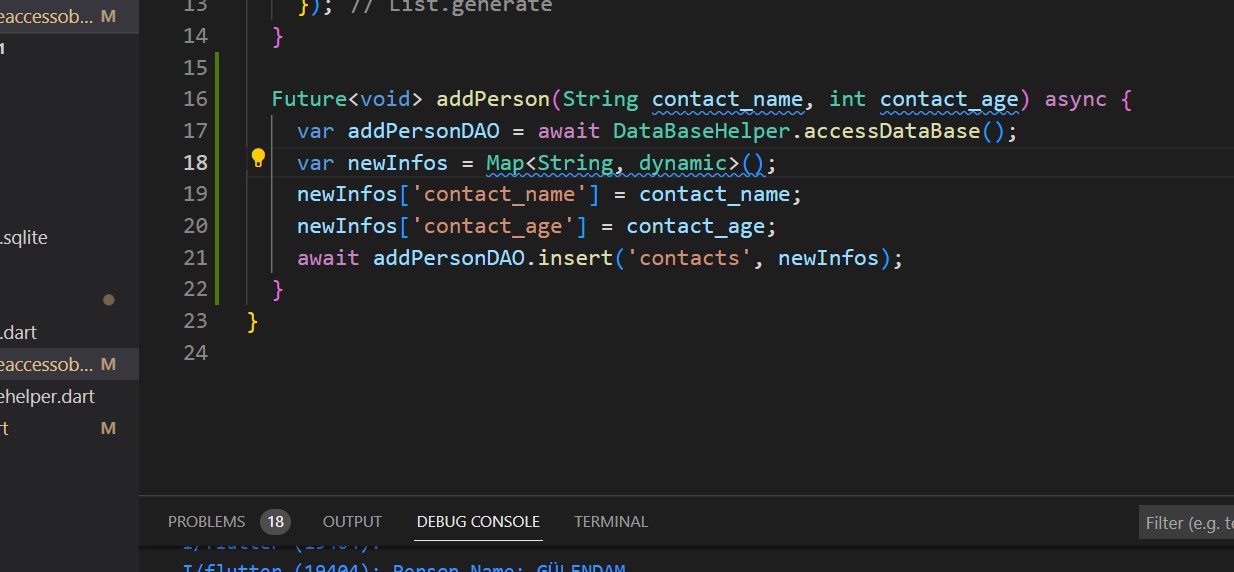 eaccessob... M
13 }); // List.generate
14 }
1
15
16 Future<void> addPerson(String contact_name, int contact_age) async {
17 var addPersonDAO = await DataBaseHelper.accessDataBase();
18 var newInfos = Map<String, dynamic>();
19 newInfos['contact_name'] = contact_name;
20 newInfos['contact_age'] = contact_age;
.sqlite
21 await addPersonDAO.insert('contacts', newInfos);
22 }
23 }
.dart
24
eaccessob... M
ehelper.dart
rt M
PROBLEMS 18 OUTPUT DEBUG CONSOLE TERMINAL
Filter (e.g. te
I/flutter (19404):
I/flutter (19404): Person Name: GÜLENDAM